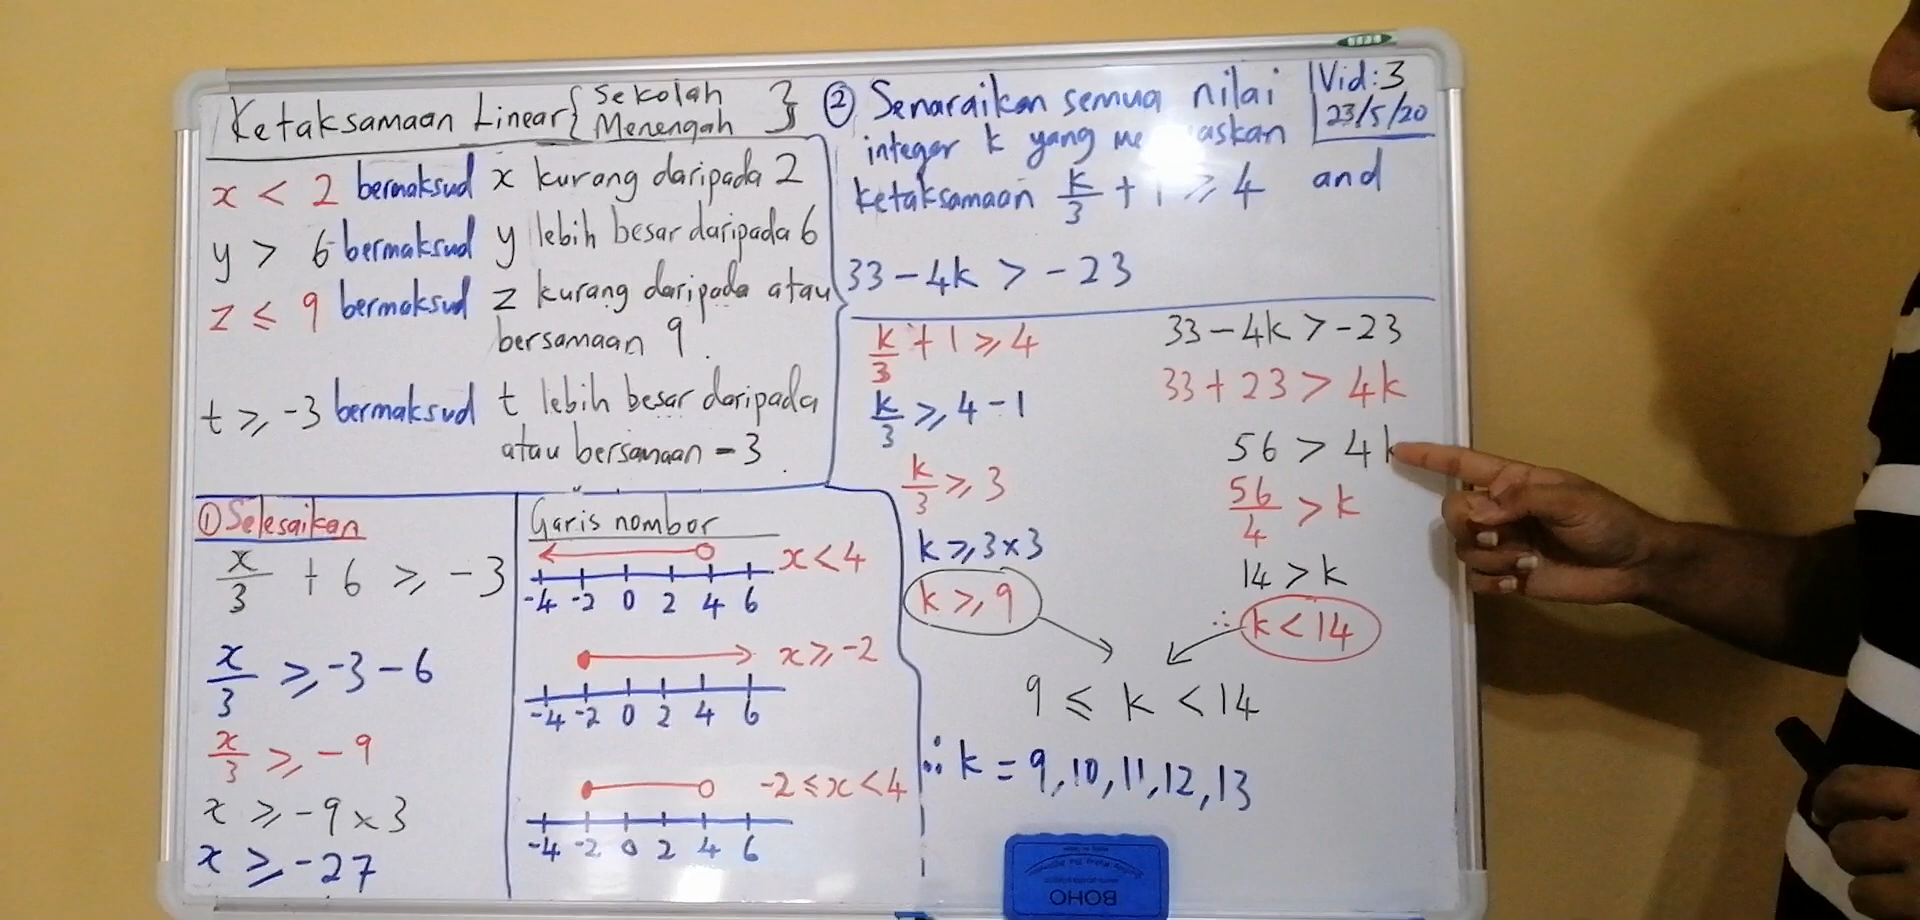 Ketaksamaan Linear { Sekolah Menengah }
x < 2 bermaksud x kurang daripada 2
y > 6 bermaksud y lebih besar daripada 6
z ≤ 9 bermaksud z kurang daripada atau
bersamaan 9.
t ≥ -3 bermaksud t lebih besar daripada
atau bersamaan -3.
① Selesaikan
x/3 + 6 ≥ -3
x/3 ≥ -3 - 6
x/3 ≥ -9
x ≥ -9 × 3
x ≥ -27
Garis nombor
x < 4
-4 -2 0 2 4 6
x ≥ -2
-4 -2 0 2 4 6
-2 ≤ x < 4
-4 -2 0 2 4 6
② Senaraikan semua nilai
integer k yang me askan
ketaksamaan k/3 + 1 ≥ 4 and
33 - 4k > -23
Vid: 3
23/5/20
k/3 + 1 ≥ 4
k/3 ≥ 4 - 1
k/3 ≥ 3
k ≥ 3 × 3
k ≥ 9
33 - 4k > -23
33 + 23 > 4k
56 > 4k
56/4 > k
14 > k
∴ k < 14
9 ≤ k < 14
∴ k = 9, 10, 11, 12, 13
BOHO